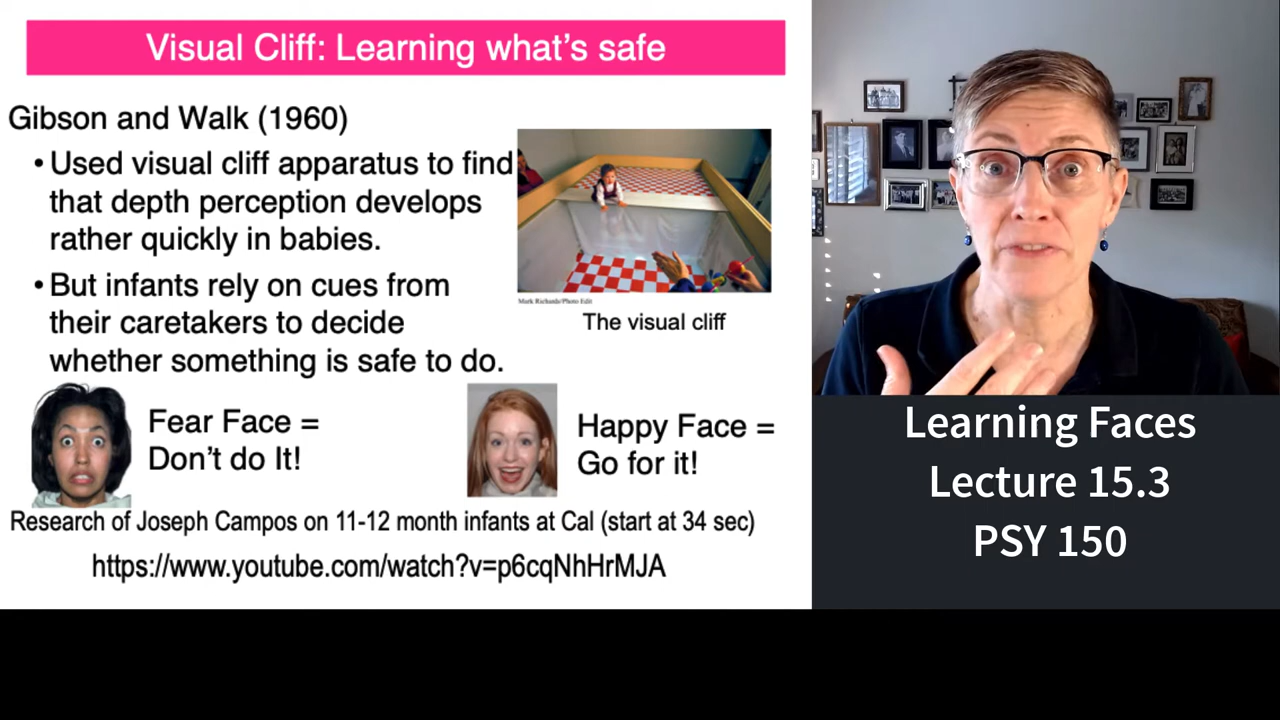 Visual Cliff: Learning what's safe
Gibson and Walk (1960)
• Used visual cliff apparatus to find
that depth perception develops
rather quickly in babies.
• But infants rely on cues from
their caretakers to decide
whether something is safe to do.
Mark Richards/Photo Edit
The visual cliff
Fear Face =
Don't do It!
Happy Face =
Go for it!
Research of Joseph Campos on 11-12 month infants at Cal (start at 34 sec)
https://www.youtube.com/watch?v=p6cqNhHrMJA
Learning Faces
Lecture 15.3
PSY 150